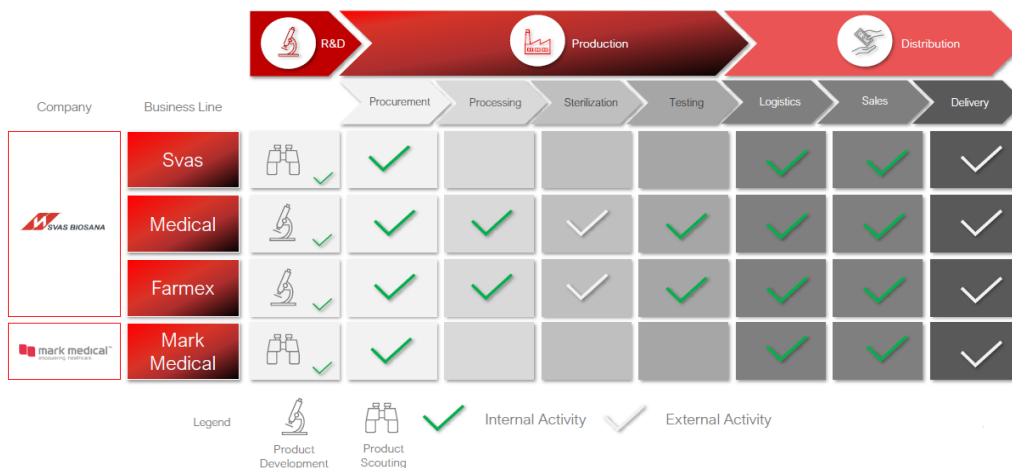 R&D
Production
Distribution
Company
Business Line
Procurement
Processing
Sterilization
Testing
Logistics
Sales
Delivery
SVAS BIOSANA
Svas
Medical
Farmex
mark medical™
empowering healthcare
Mark
Medical
Legend
Product
Development
Product
Scouting
Internal Activity
External Activity